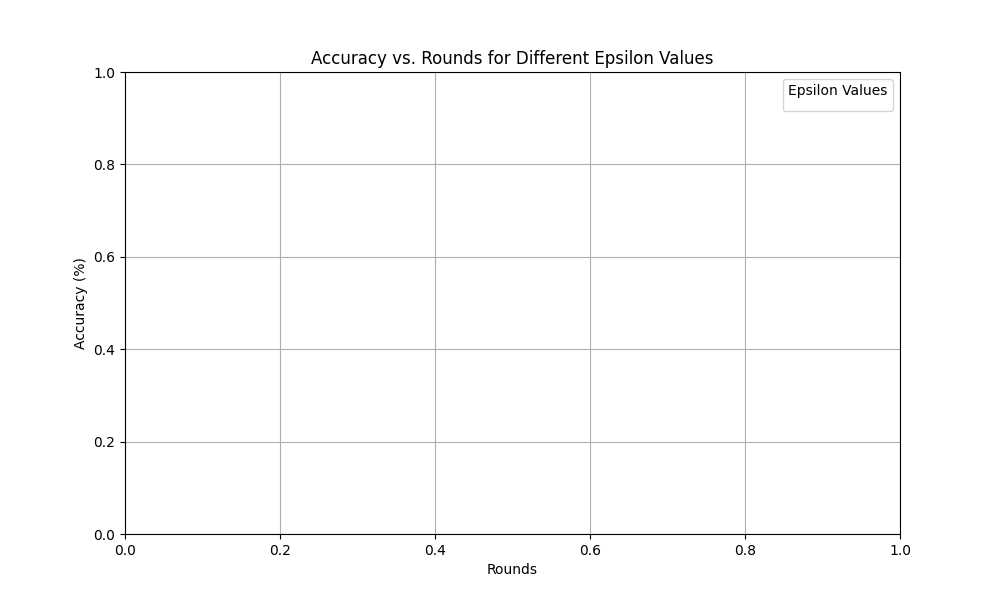 Accuracy vs. Rounds for Different Epsilon Values
Epsilon Values
1.0
0.8
0.6
0.4
0.2
0.0
Accuracy (%)
0.0 0.2 0.4 0.6 0.8 1.0
Rounds